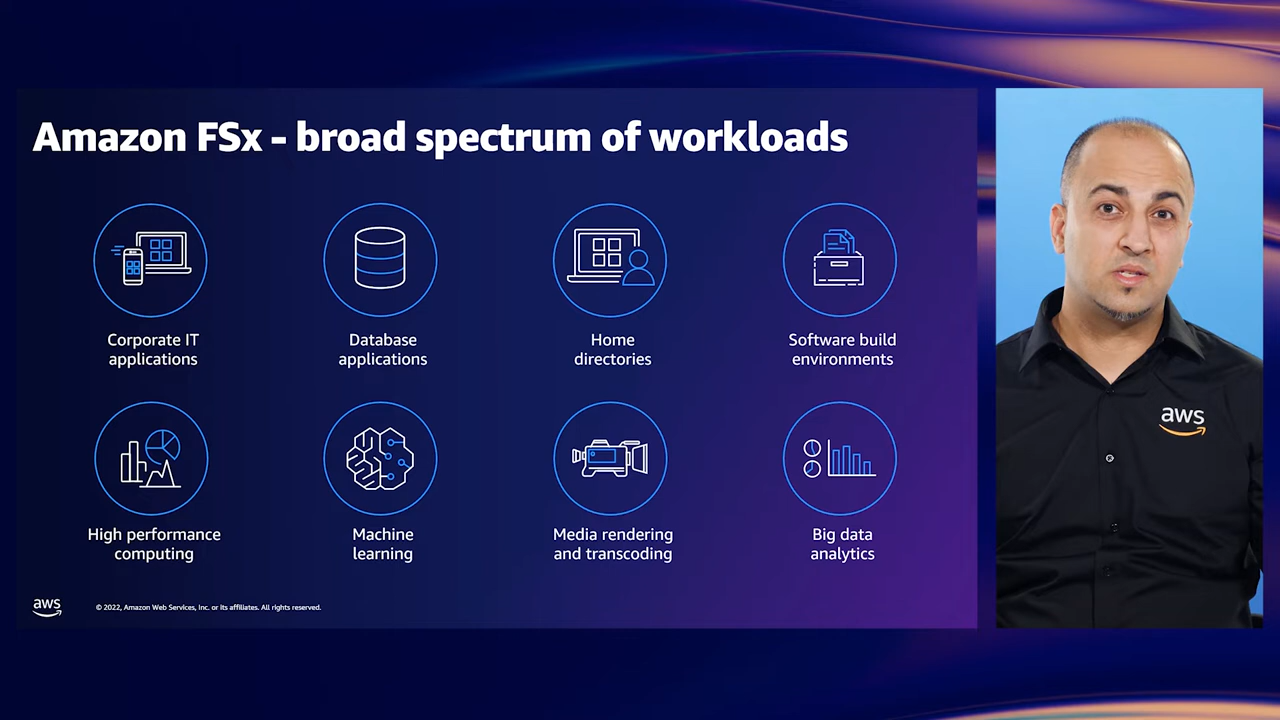 Amazon FSx - broad spectrum of workloads
Corporate IT
applications
Database
applications
Home
directories
Software build
environments
High performance
computing
Machine
learning
Media rendering
and transcoding
Big data
analytics
aws
© 2022, Amazon Web Services, Inc. or its affiliates. All rights reserved.
aws